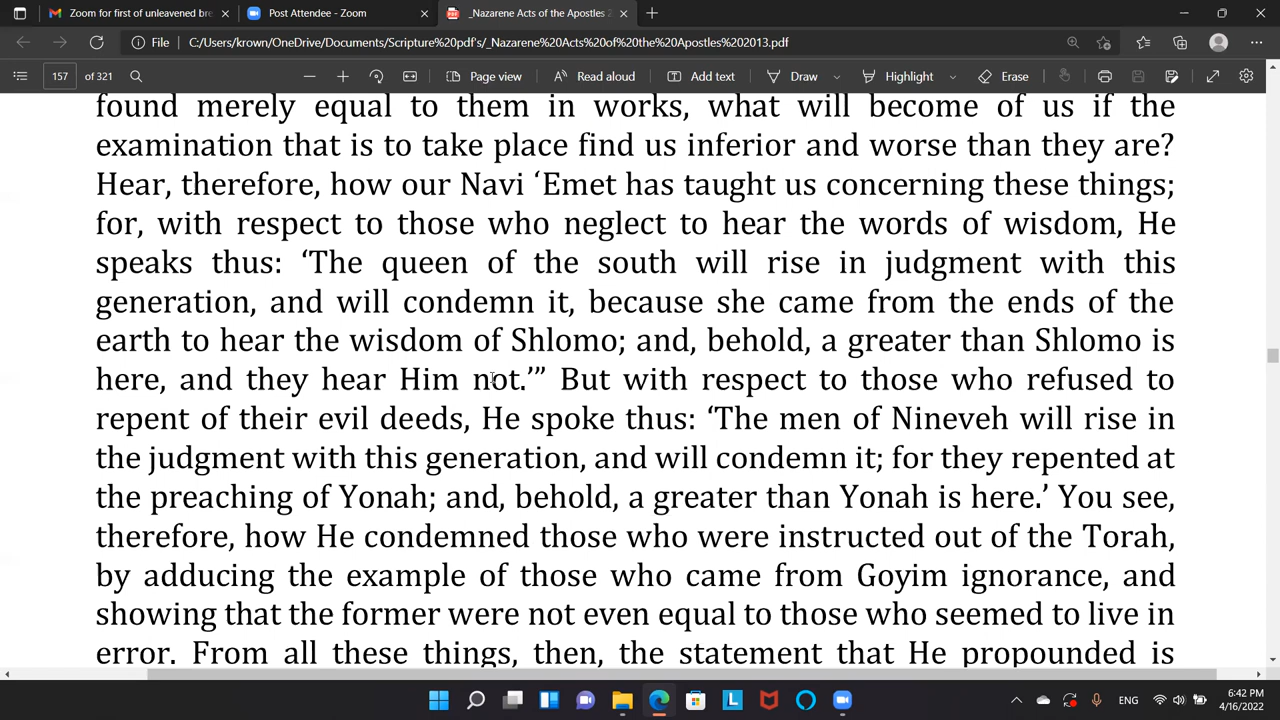 Zoom for first of unleavened bre
Post Attendee - Zoom
_Nazarene Acts of the Apostles 2
File
C:/Users/krown/OneDrive/Documents/Scripture%20pdf's/_Nazarene%20Acts%20of%20the%20Apostles%202013.pdf
157 of 321
Page view
Read aloud
Add text
Draw
Highlight
Erase
found merely equal to them in works, what will become of us if the
examination that is to take place find us inferior and worse than they are?
Hear, therefore, how our Navi ‘Emet has taught us concerning these things;
for, with respect to those who neglect to hear the words of wisdom, He
speaks thus: ‘The queen of the south will rise in judgment with this
generation, and will condemn it, because she came from the ends of the
earth to hear the wisdom of Shlomo; and, behold, a greater than Shlomo is
here, and they hear Him not.’” But with respect to those who refused to
repent of their evil deeds, He spoke thus: ‘The men of Nineveh will rise in
the judgment with this generation, and will condemn it; for they repented at
the preaching of Yonah; and, behold, a greater than Yonah is here.’ You see,
therefore, how He condemned those who were instructed out of the Torah,
by adducing the example of those who came from Goyim ignorance, and
showing that the former were not even equal to those who seemed to live in
error. From all these things, then, the statement that He propounded is
L
ENG
6:42 PM
4/16/2022